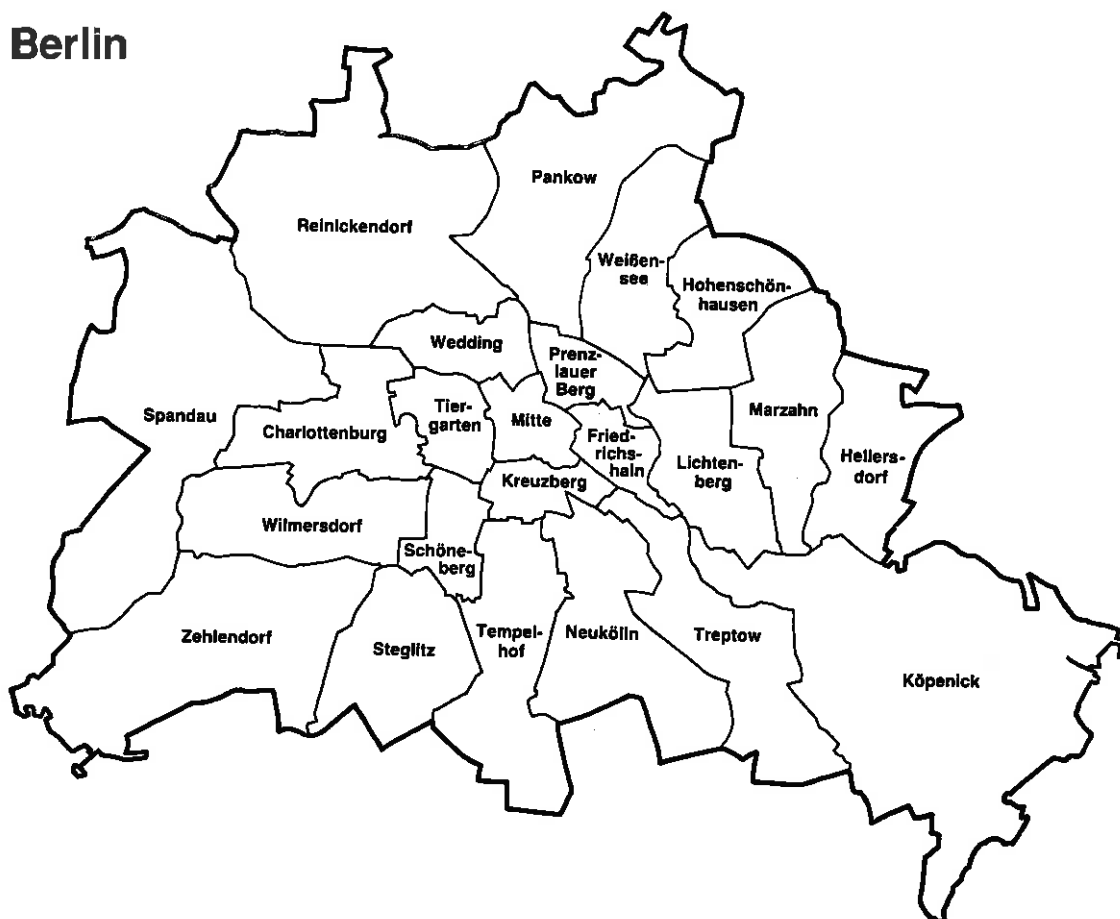 Berlin
Pankow
Reinickendorf
Weißen-
see
Hohenschön-
hausen
Wedding
Prenz-
lauer
Berg
Spandau
Charlottenburg
Tier-
garten
Mitte
Fried-
richs-
hain
Marzahn
Lichten-
berg
Hellers-
dorf
Kreuzberg
Wilmersdorf
Schöne-
berg
Zehlendorf
Steglitz
Tempel-
hof
Neukölln
Treptow
Köpenick